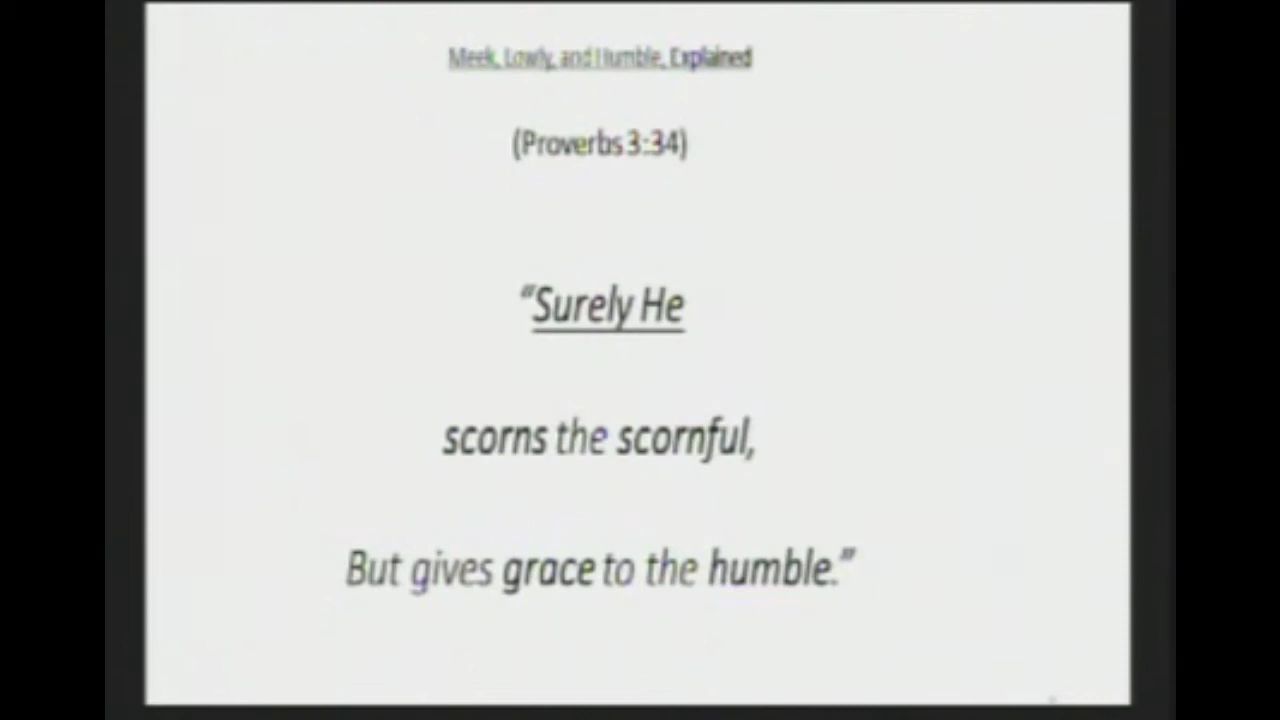 Meek, Lowly, and Humble, Explained
(Proverbs 3:34)
“Surely He
scorns the scornful,
But gives grace to the humble.”